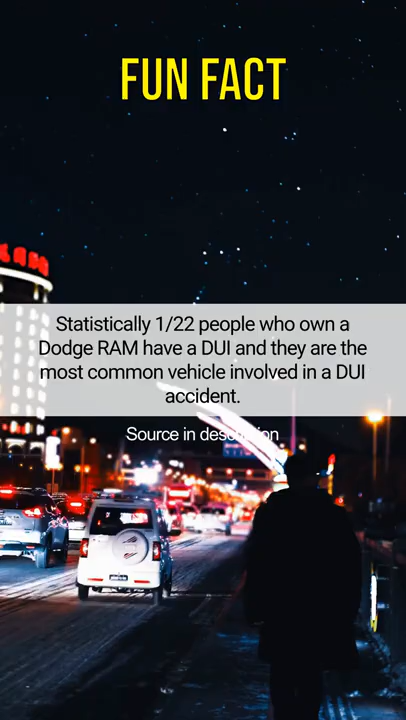 FUN FACT
Statistically 1/22 people who own a
Dodge RAM have a DUI and they are the
most common vehicle involved in a DUI
accident.
Source in description